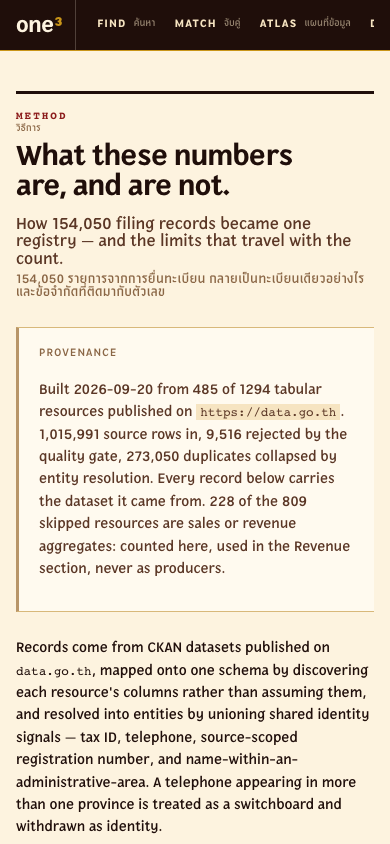 one³
FIND ค้นหา MATCH จับคู่ ATLAS แผนที่ข้อมูล
METHOD
วิธีการ
What these numbers
are, and are not.
How 154,050 filing records became one
registry — and the limits that travel with the
count.
154,050 รายการจากการยื่นทะเบียน กลายเป็นทะเบียนเดียวอย่างไร
และข้อจำกัดที่ติดมากับตัวเลข
PROVENANCE
Built 2026-09-20 from 485 of 1294 tabular
resources published on https://data.go.th.
1,015,991 source rows in, 9,516 rejected by the
quality gate, 273,050 duplicates collapsed by
entity resolution. Every record below carries
the dataset it came from. 228 of the 809
skipped resources are sales or revenue
aggregates: counted here, used in the Revenue
section, never as producers.
Records come from CKAN datasets published on
data.go.th, mapped onto one schema by discovering
each resource's columns rather than assuming them,
and resolved into entities by unioning shared identity
signals — tax ID, telephone, source-scoped
registration number, and name-within-an-
administrative-area. A telephone appearing in more
than one province is treated as a switchboard and
withdrawn as identity.